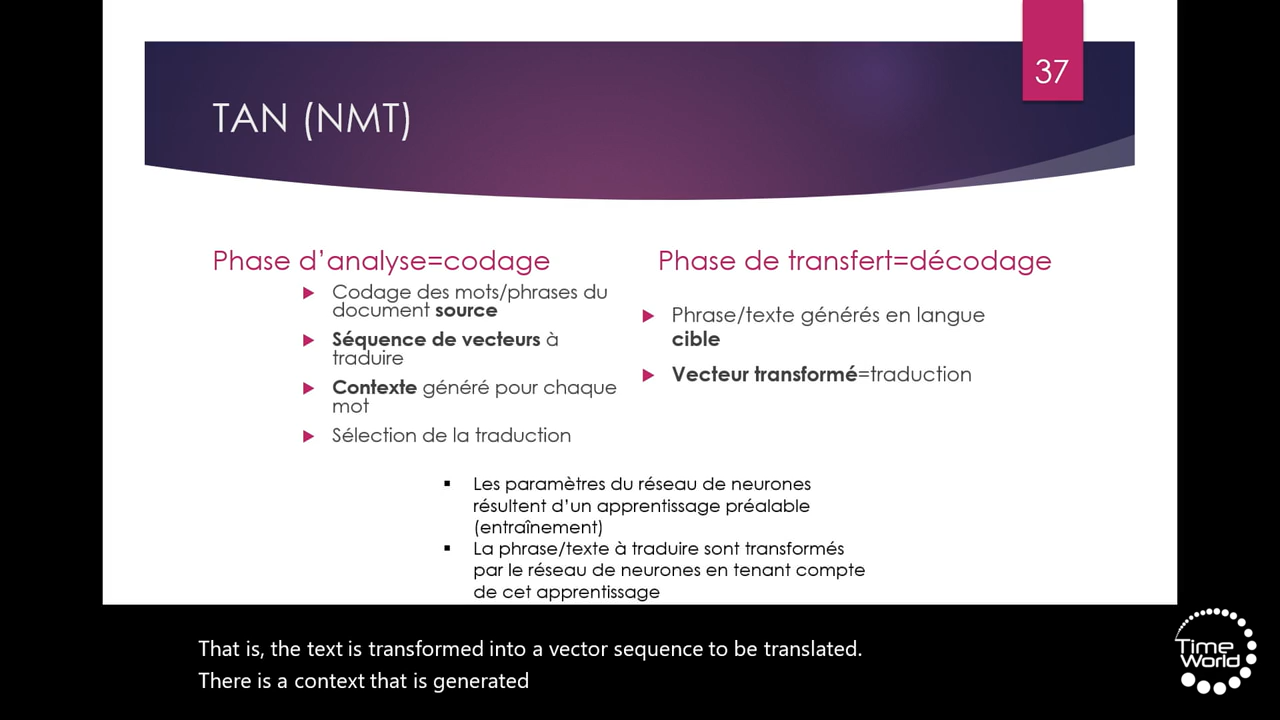 37
TAN (NMT)
Phase d’analyse=codage
Codage des mots/phrases du
document source
Séquence de vecteurs à
traduire
Contexte généré pour chaque
mot
Sélection de la traduction
Phase de transfert=décodage
Phrase/texte générés en langue
cible
Vecteur transformé=traduction
Les paramètres du réseau de neurones
résultent d’un apprentissage préalable
(entraînement)
La phrase/texte à traduire sont transformés
par le réseau de neurones en tenant compte
de cet apprentissage
That is, the text is transformed into a vector sequence to be translated.
There is a context that is generated
Time
World